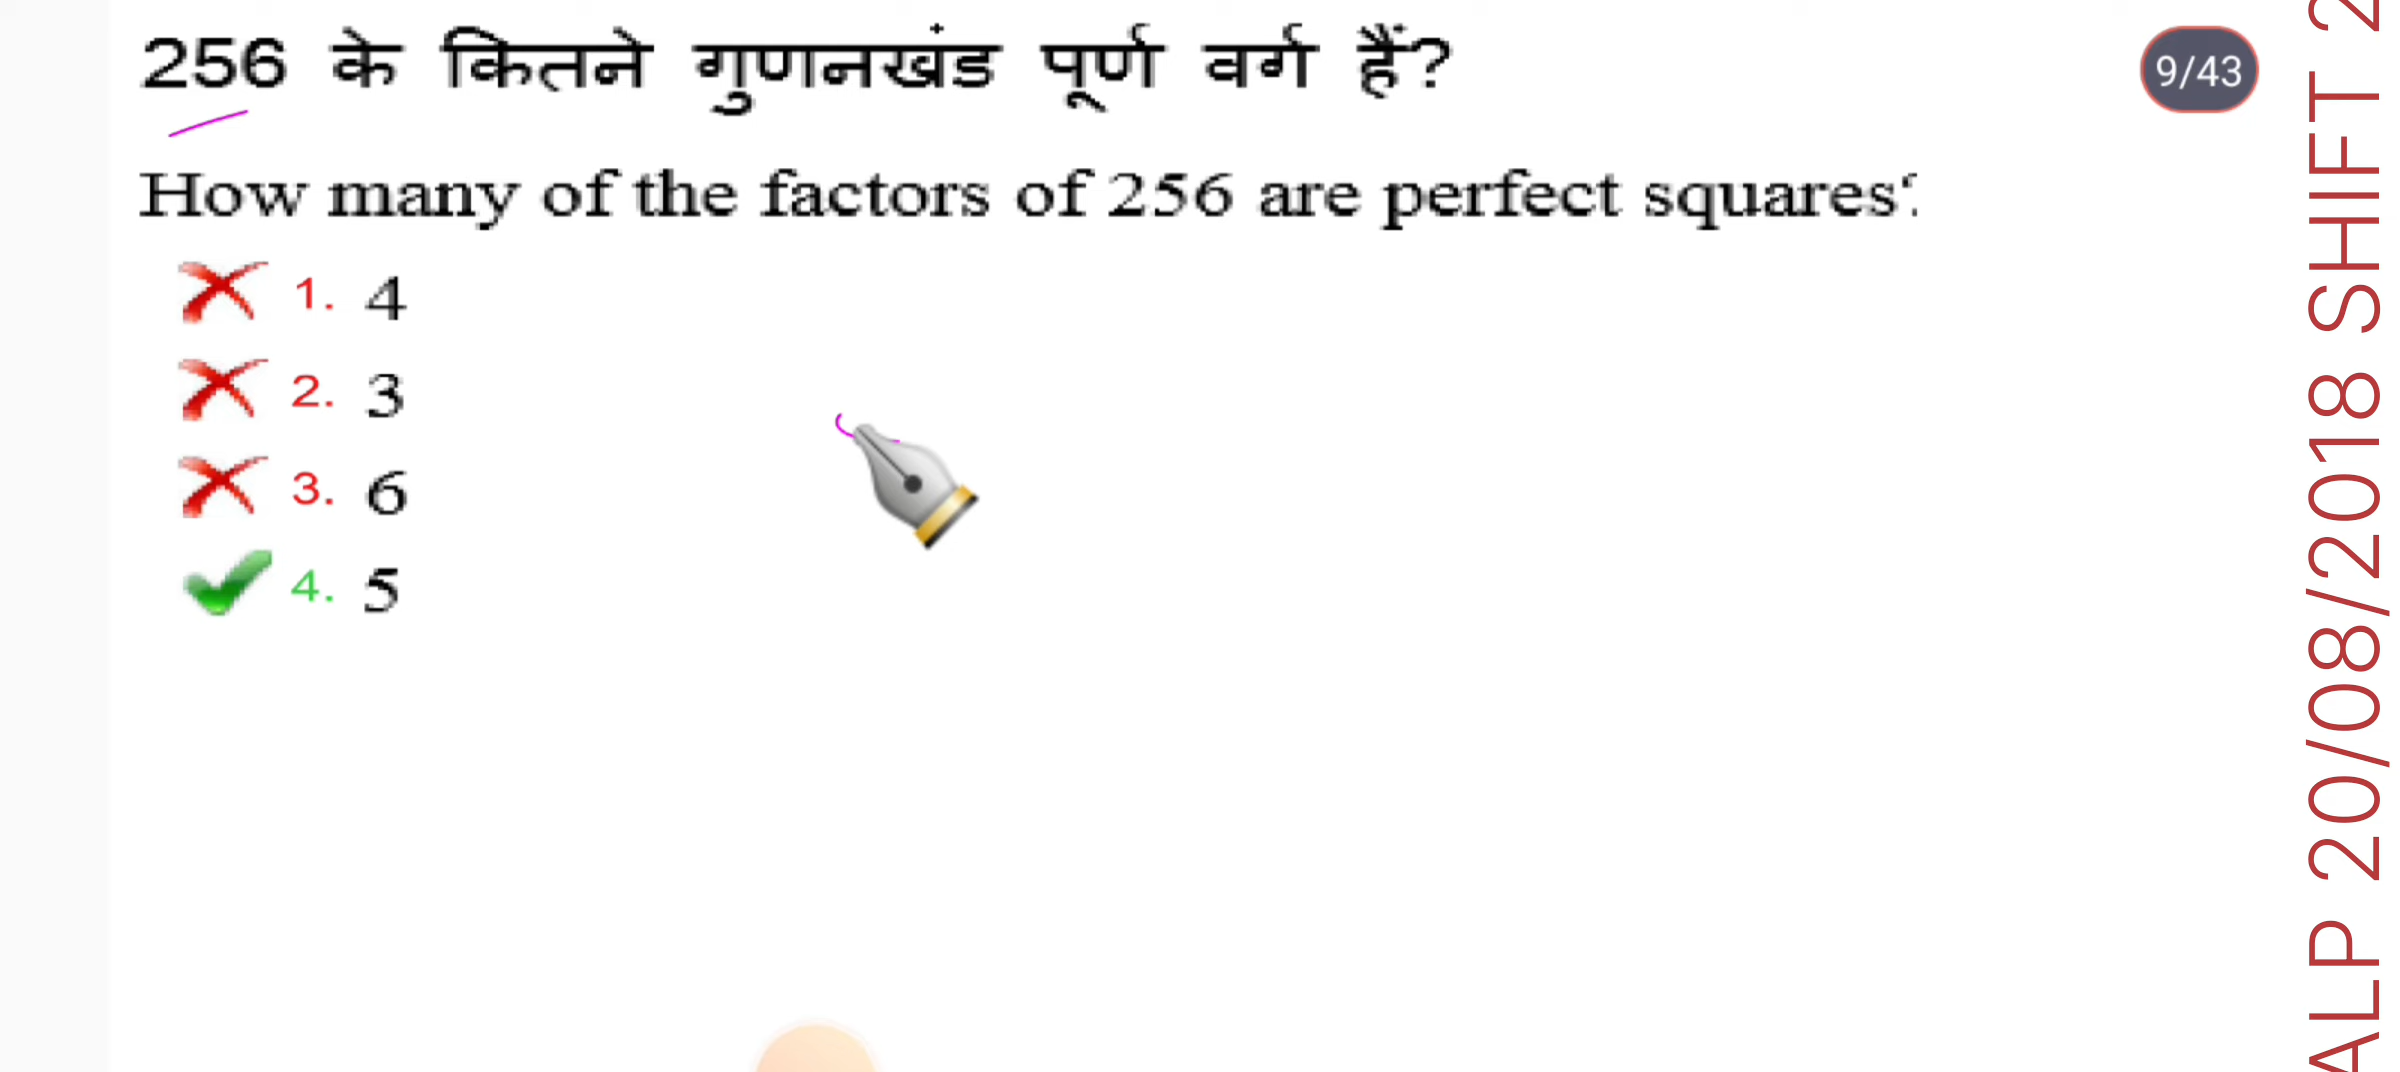 256 के कितने गुणनखंड पूर्ण वर्ग हैं?
9/43
How many of the factors of 256 are perfect squares?
1. 4
2. 3
3. 6
4. 5
ALP 20/08/2018 SHIFT 2